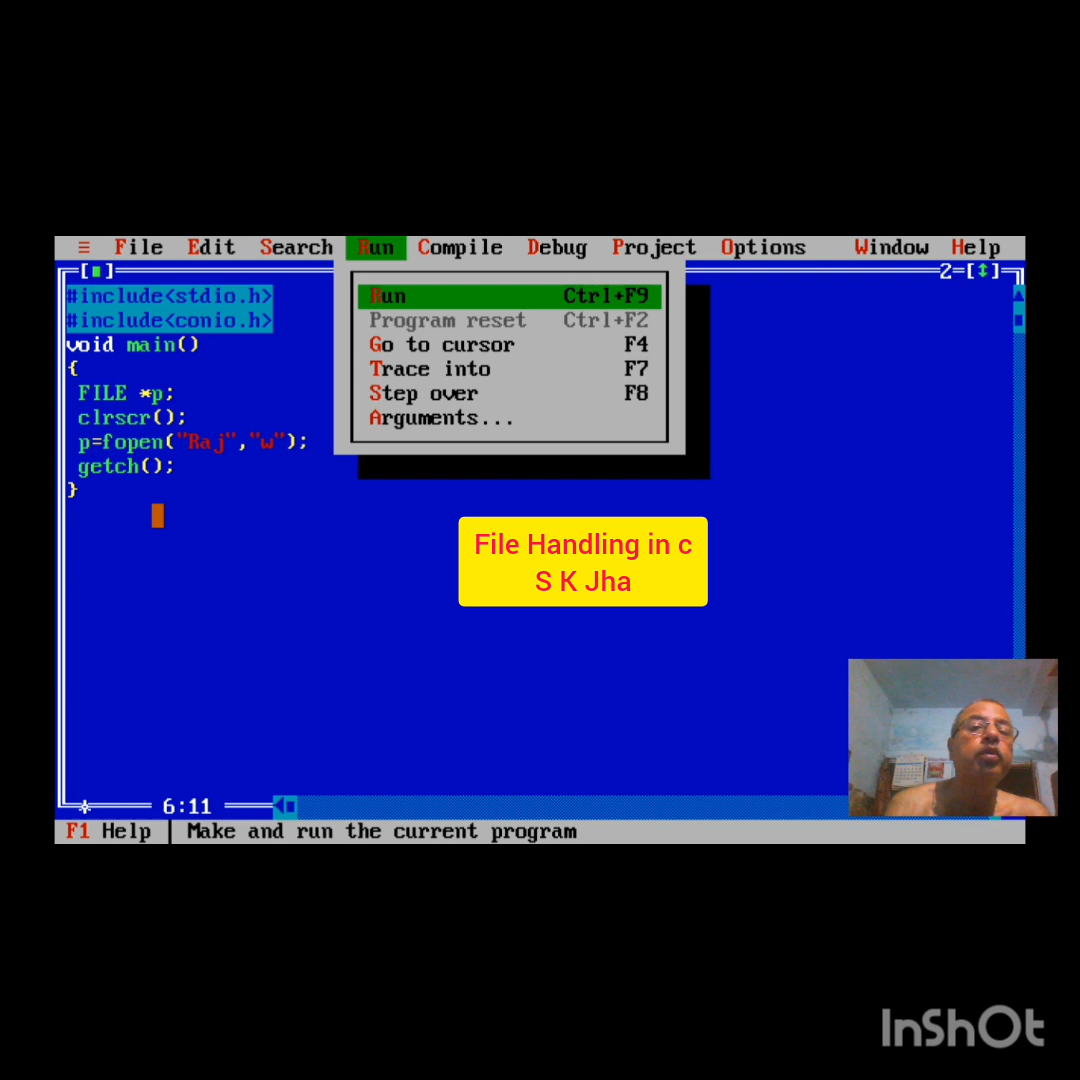 ≡ File Edit Search Run Compile Debug Project Options Window Help
[■] 2=[↕]
#include<stdio.h>
#include<conio.h>
void main()
{
FILE *p;
clrscr();
p=fopen("Raj","w");
getch();
}
Run Ctrl+F9
Program reset Ctrl+F2
Go to cursor F4
Trace into F7
Step over F8
Arguments...
File Handling in c
S K Jha
6:11
F1 Help │ Make and run the current program
InShOt